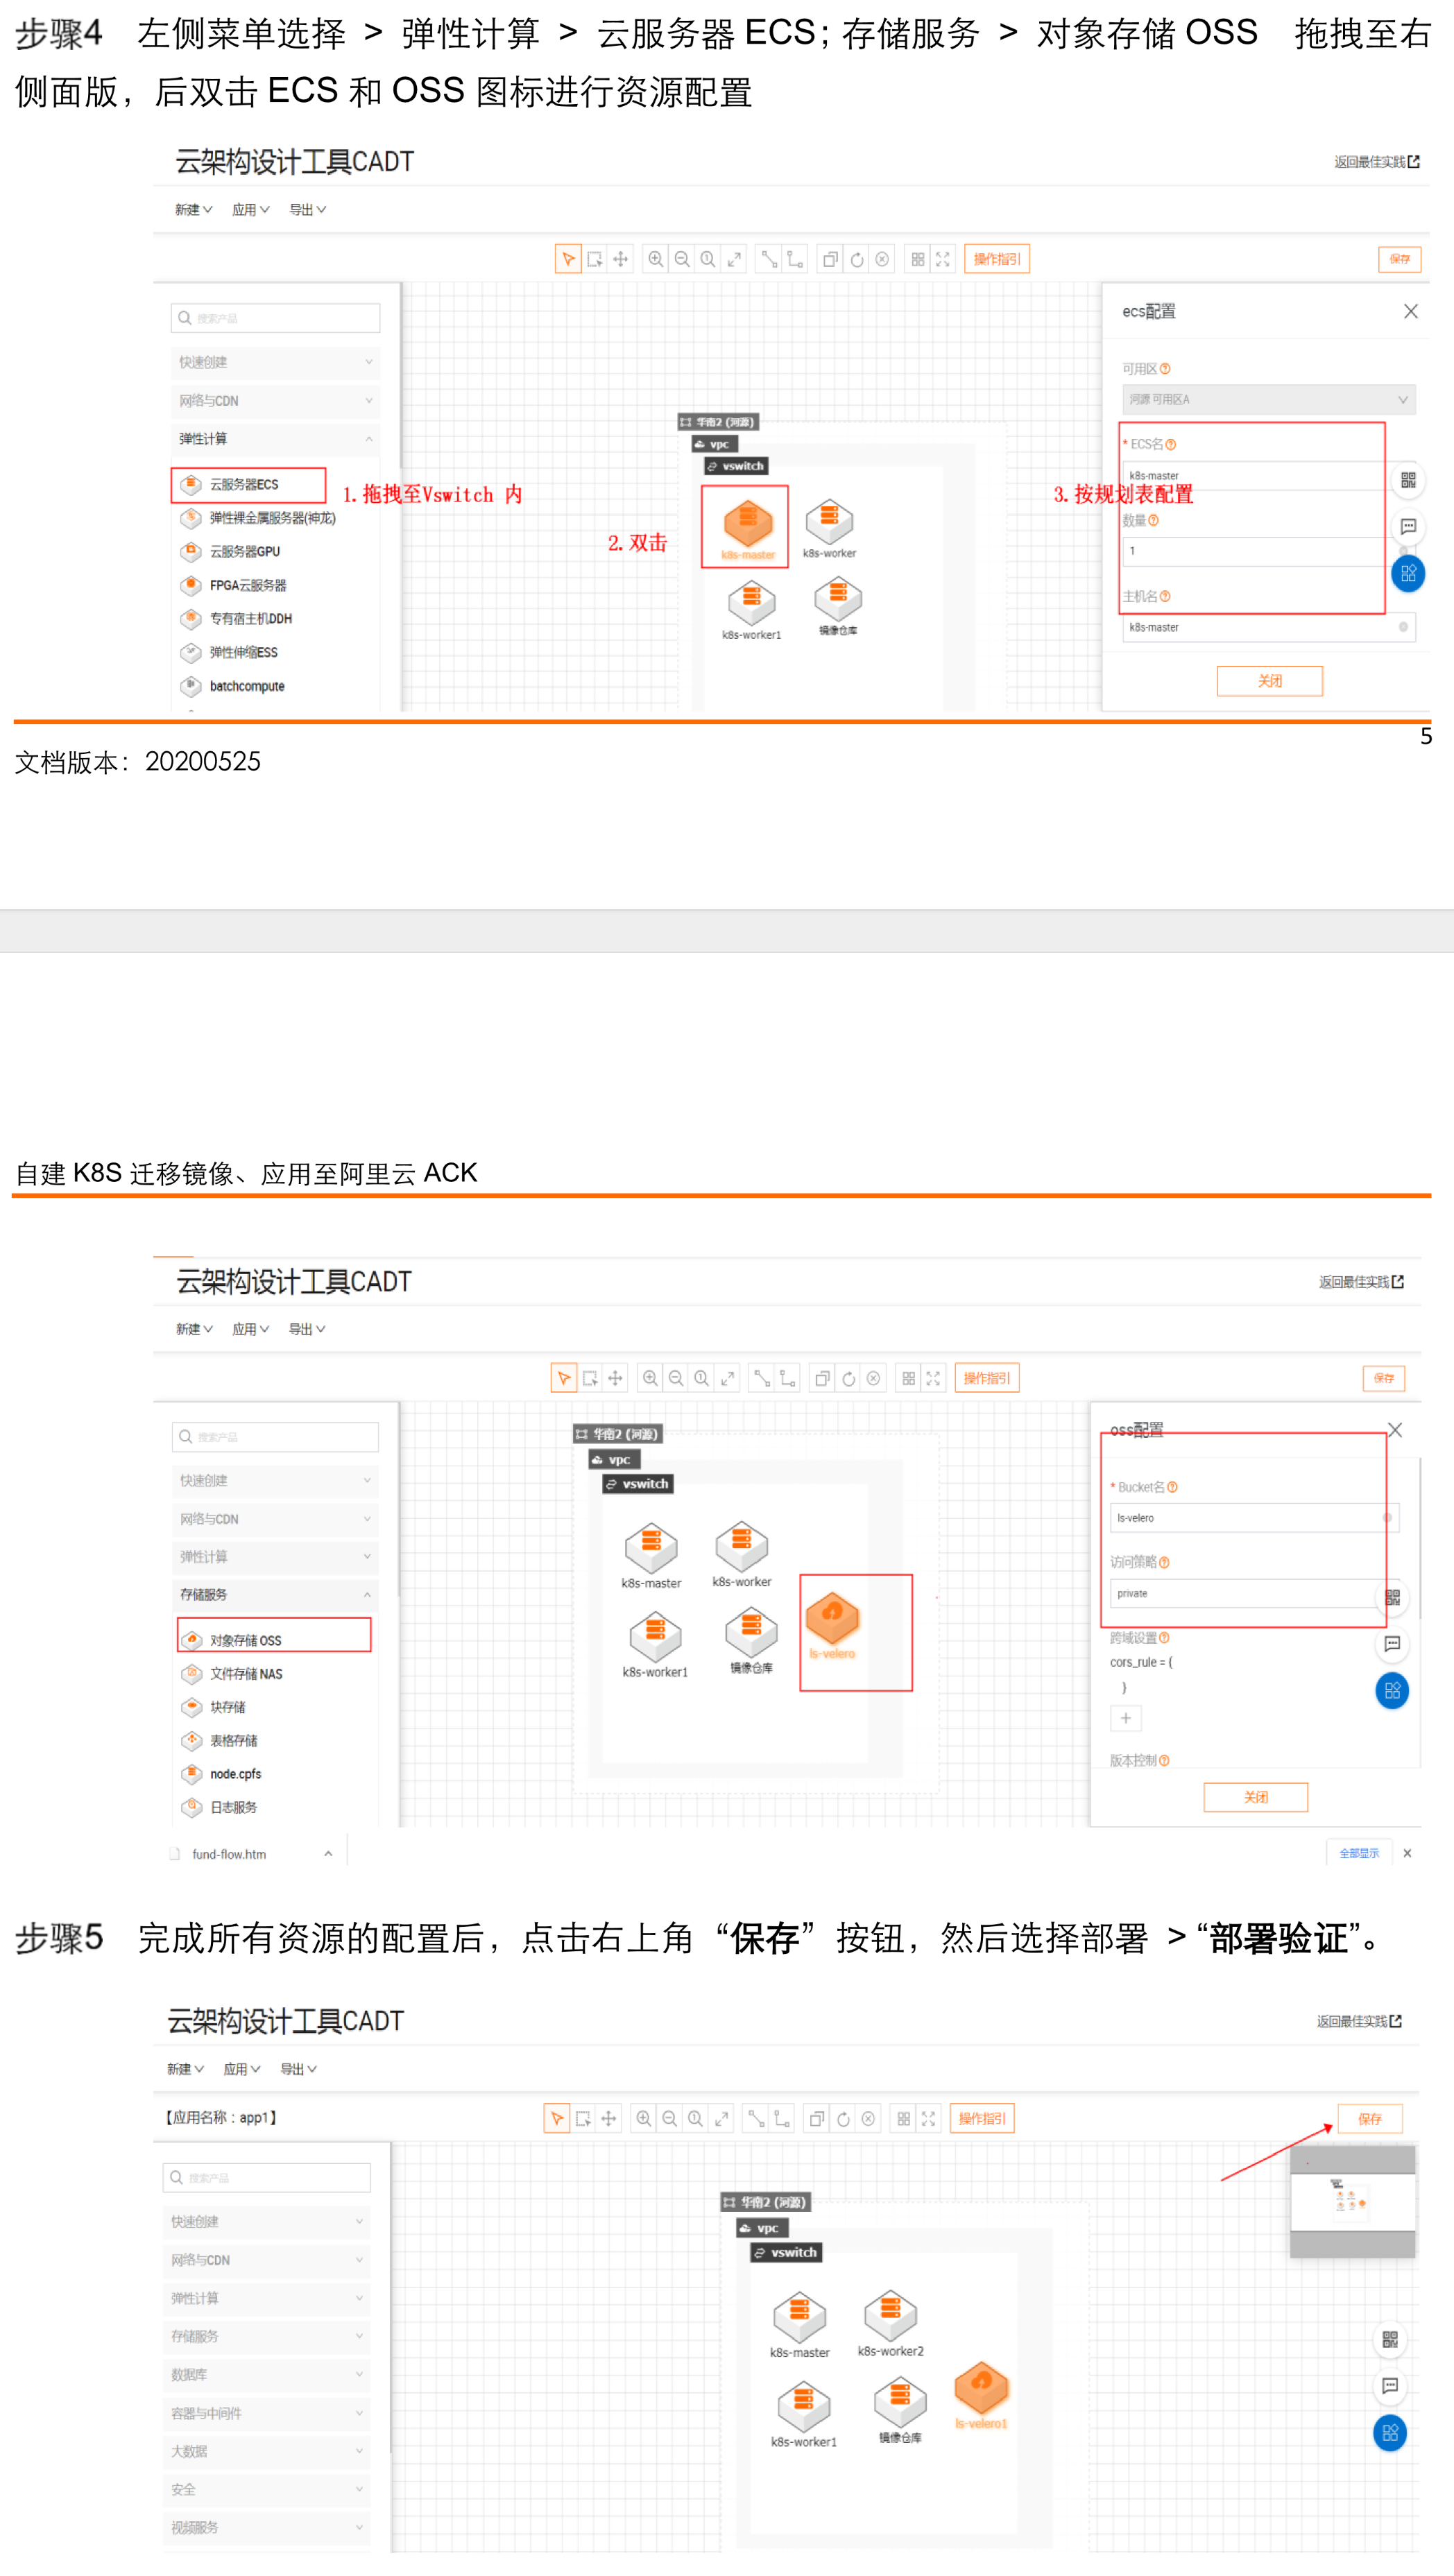 步骤4 左侧菜单选择 > 弹性计算 > 云服务器 ECS；存储服务 > 对象存储 OSS 拖拽至右
侧面版，后双击 ECS 和 OSS 图标进行资源配置
云架构设计工具CADT
返回最佳实践
新建 应用 导出
操作指引
保存
搜索产品
快速创建
网络与CDN
弹性计算
云服务器ECS
弹性裸金属服务器(神龙)
云服务器GPU
FPGA云服务器
专有宿主机DDH
弹性伸缩ESS
batchcompute
1.拖拽至Vswitch 内
2.双击
华南2 (河源)
vpc
vswitch
k8s-master
k8s-worker
k8s-worker1
镜像仓库
3.按规划表配置
ecs配置
可用区
河源 可用区A
* ECS名
k8s-master
数量
1
主机名
k8s-master
关闭
5
文档版本：20200525
自建 K8S 迁移镜像、应用至阿里云 ACK
云架构设计工具CADT
返回最佳实践
新建 应用 导出
操作指引
保存
搜索产品
快速创建
网络与CDN
弹性计算
存储服务
对象存储 OSS
文件存储 NAS
块存储
表格存储
node.cpfs
日志服务
华南2 (河源)
vpc
vswitch
k8s-master
k8s-worker
k8s-worker1
镜像仓库
ls-velero
oss配置
* Bucket名
ls-velero
访问策略
private
跨域设置
cors_rule = {
}
版本控制
关闭
fund-flow.htm
全部显示
步骤5 完成所有资源的配置后，点击右上角 “保存”按钮，然后选择部署 > “部署验证”。
云架构设计工具CADT
返回最佳实践
新建 应用 导出
【应用名称：app1】
操作指引
保存
搜索产品
快速创建
网络与CDN
弹性计算
存储服务
数据库
容器与中间件
大数据
安全
视频服务
华南2 (河源)
vpc
vswitch
k8s-master
k8s-worker2
k8s-worker1
镜像仓库
ls-velero1